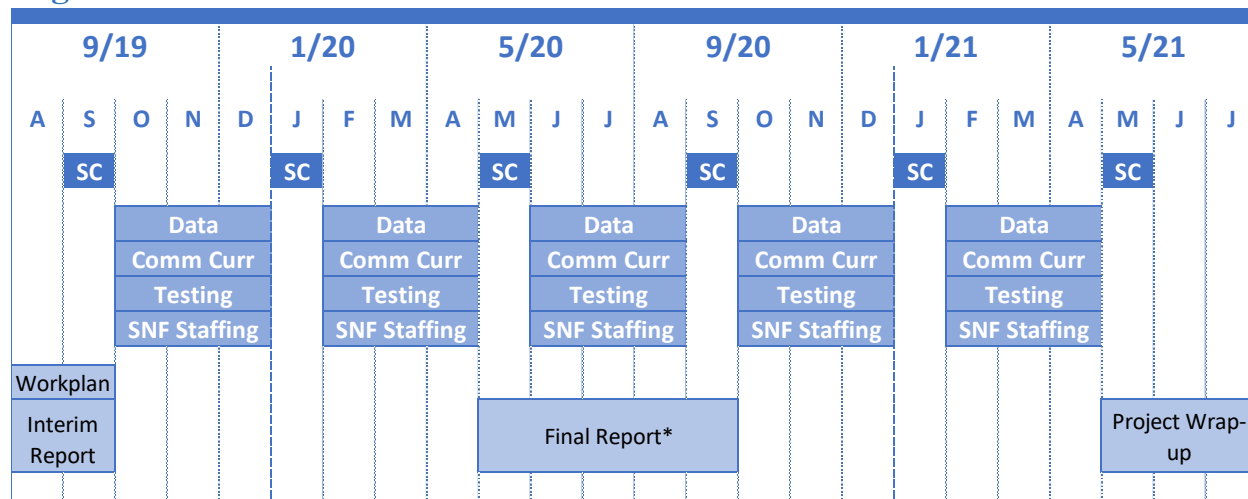 9/19 1/20 5/20 9/20 1/21 5/21
A S O N D J F M A M J J A S O N D J F M A M J J
SC SC SC SC SC SC
Data Data Data Data Data
Comm Curr Comm Curr Comm Curr Comm Curr Comm Curr
Testing Testing Testing Testing Testing
SNF Staffing SNF Staffing SNF Staffing SNF Staffing SNF Staffing
Workplan
Interim
Report
Final Report*
Project Wrap-
up